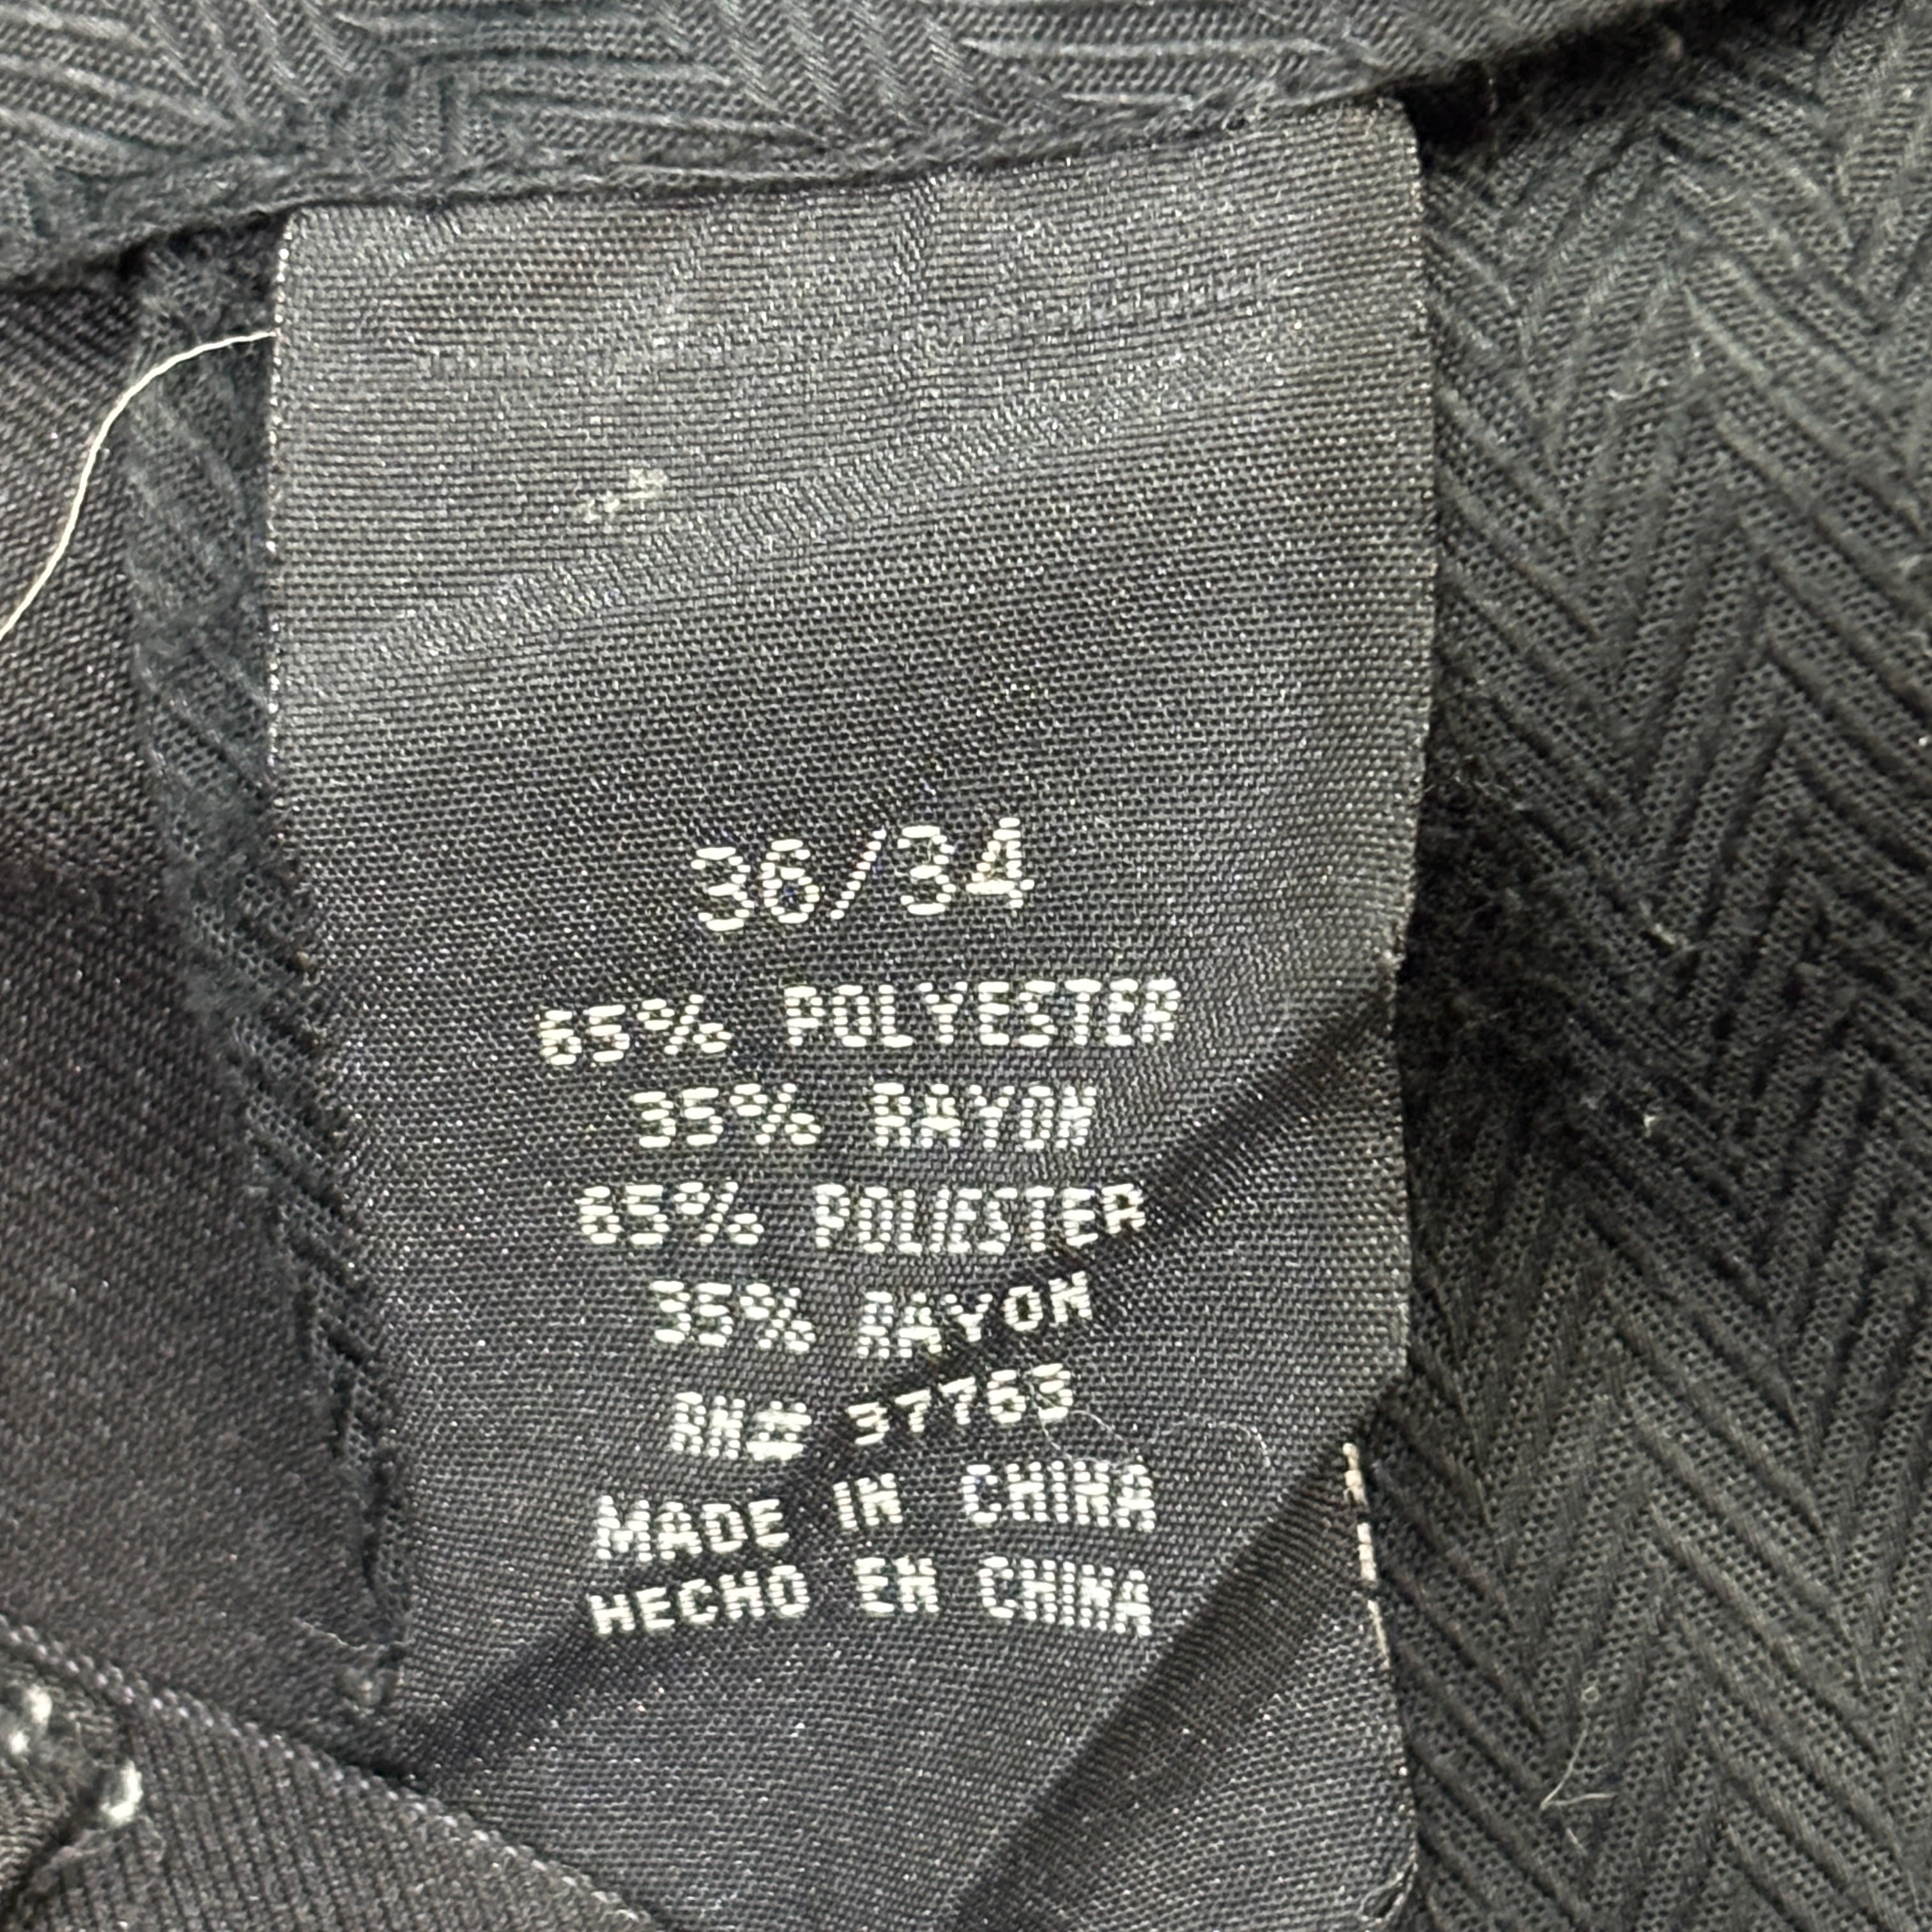 36/34
65% POLYESTER
35% RAYON
65% POLIESTER
35% RAYON
RN# 37763
MADE IN CHINA
HECHO EN CHINA